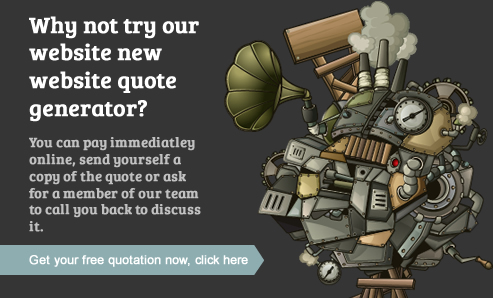 Why not try our
website new
website quote
generator?
You can pay immediatley
online, send yourself a
copy of the quote or ask
for a member of our team
to call you back to discuss
it.
Get your free quotation now, click here